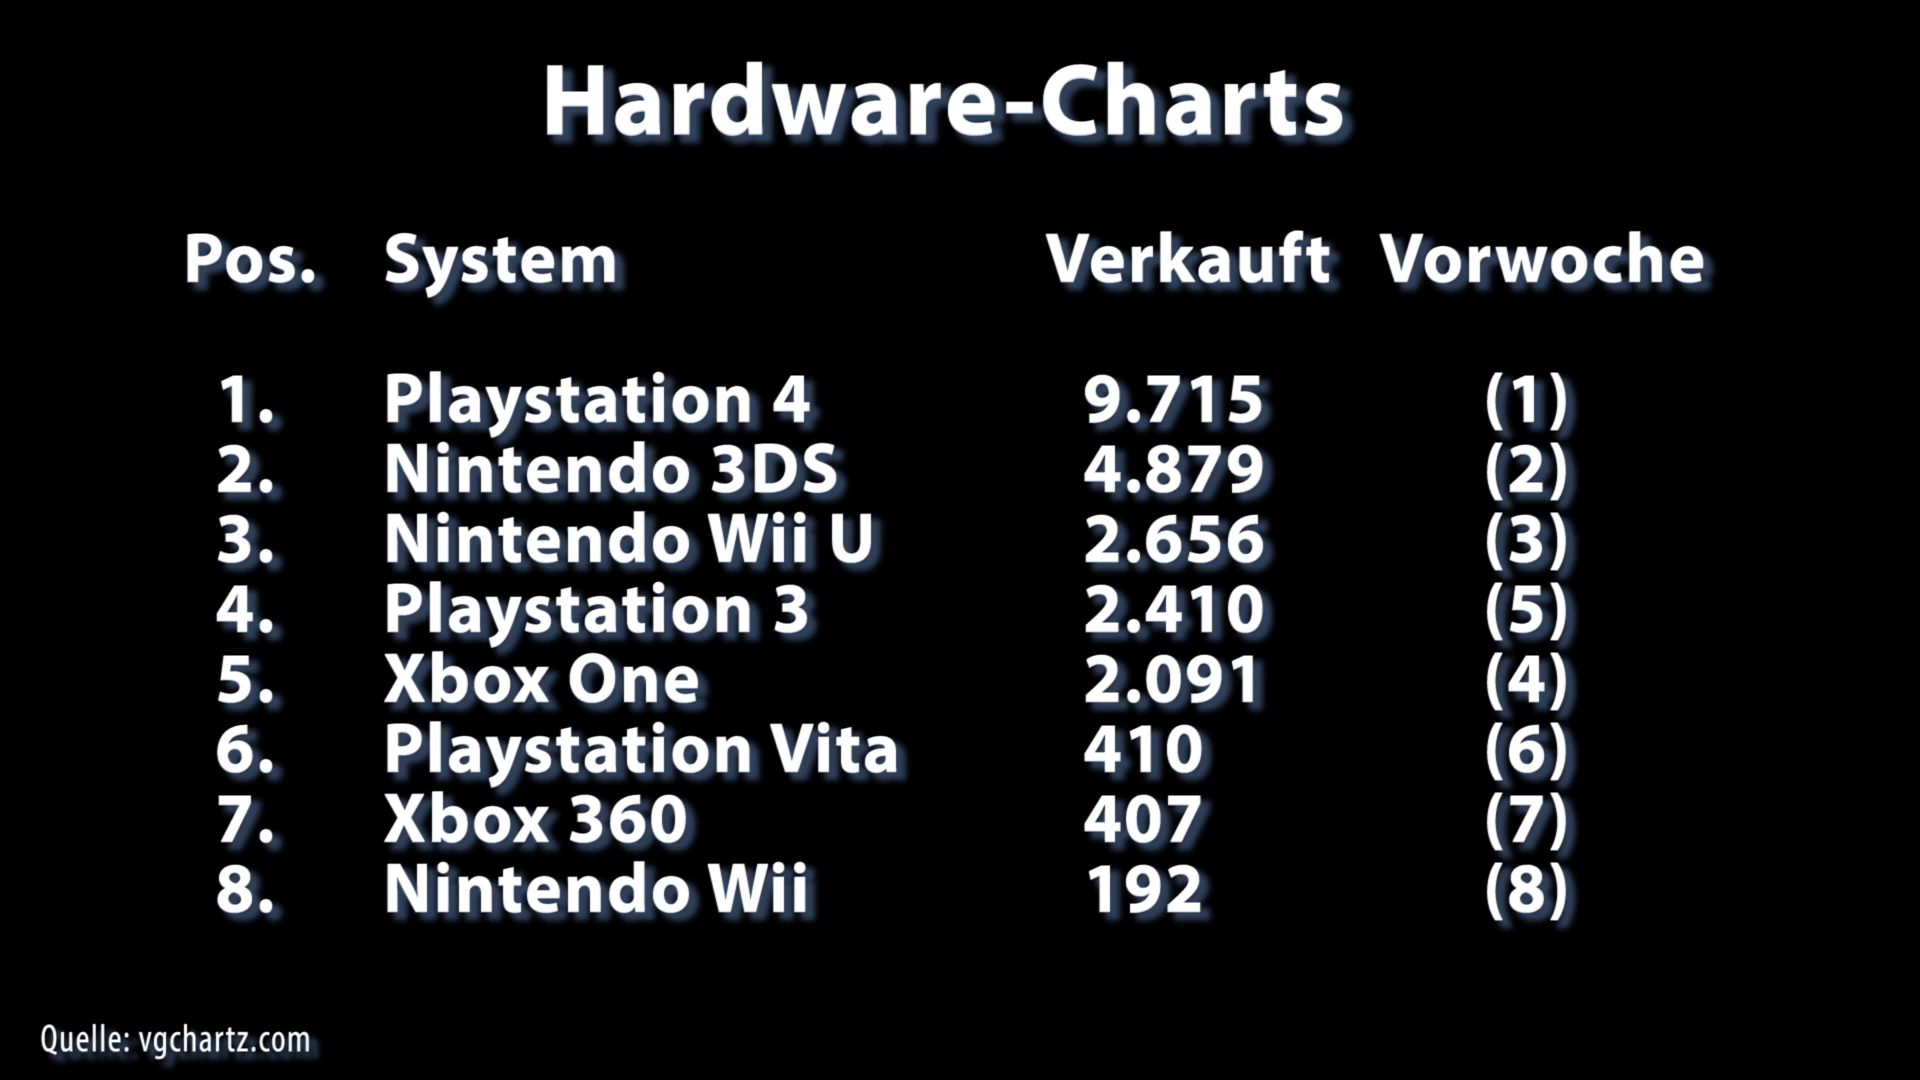 Hardware-Charts
Pos. System Verkauft Vorwoche
1. Playstation 4 9.715 (1)
2. Nintendo 3DS 4.879 (2)
3. Nintendo Wii U 2.656 (3)
4. Playstation 3 2.410 (5)
5. Xbox One 2.091 (4)
6. Playstation Vita 410 (6)
7. Xbox 360 407 (7)
8. Nintendo Wii 192 (8)
Quelle: vgchartz.com